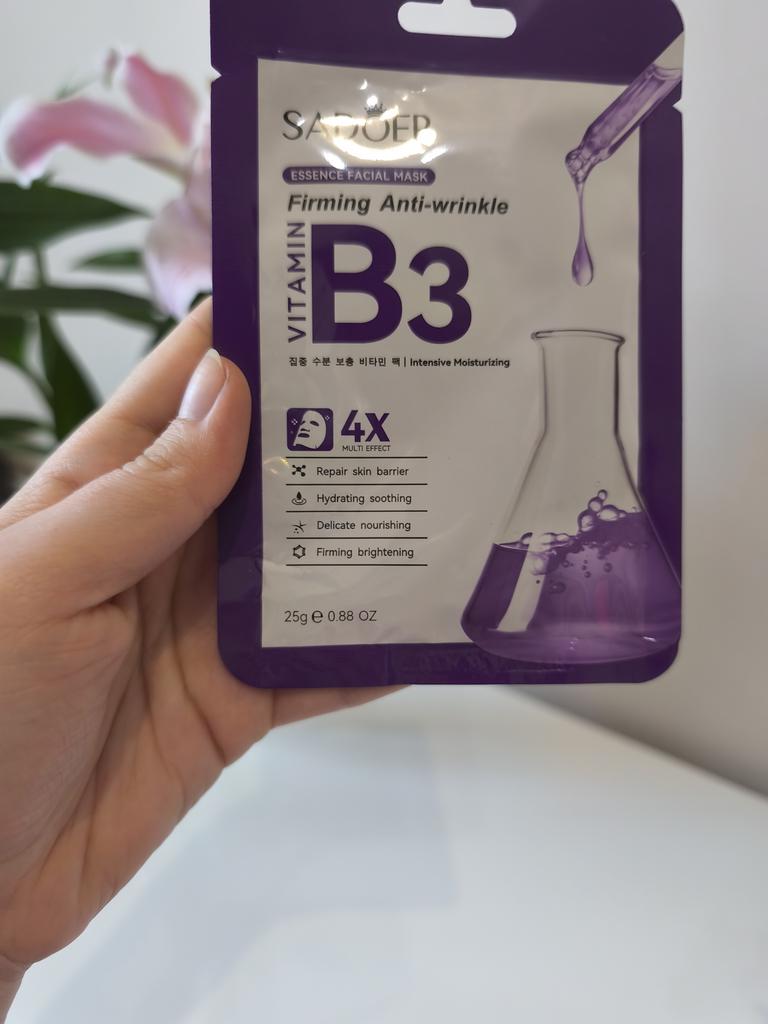 SADOER
ESSENCE FACIAL MASK
Firming Anti-wrinkle
VITAMIN
B3
집중 수분 보충 비타민 팩 | Intensive Moisturizing
4X
MULTI EFFECT
Repair skin barrier
Hydrating soothing
Delicate nourishing
Firming brightening
25g ℮ 0.88 OZ